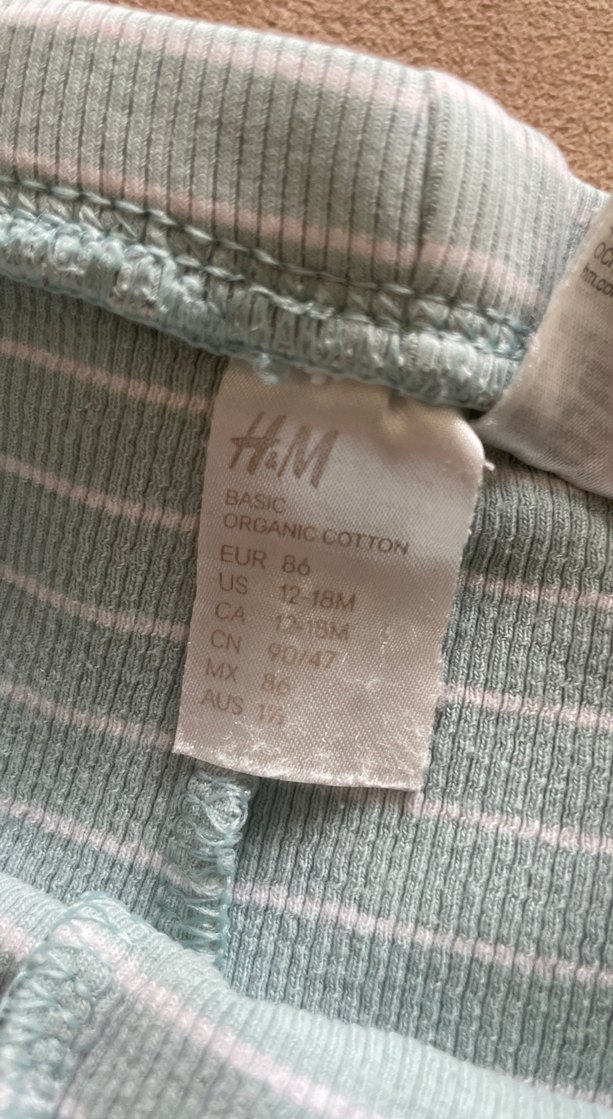 H&M
BASIC
ORGANIC COTTON
EUR 86
US 12-18M
CA 12-18M
CN 90/47
MX 86
AUS 1½